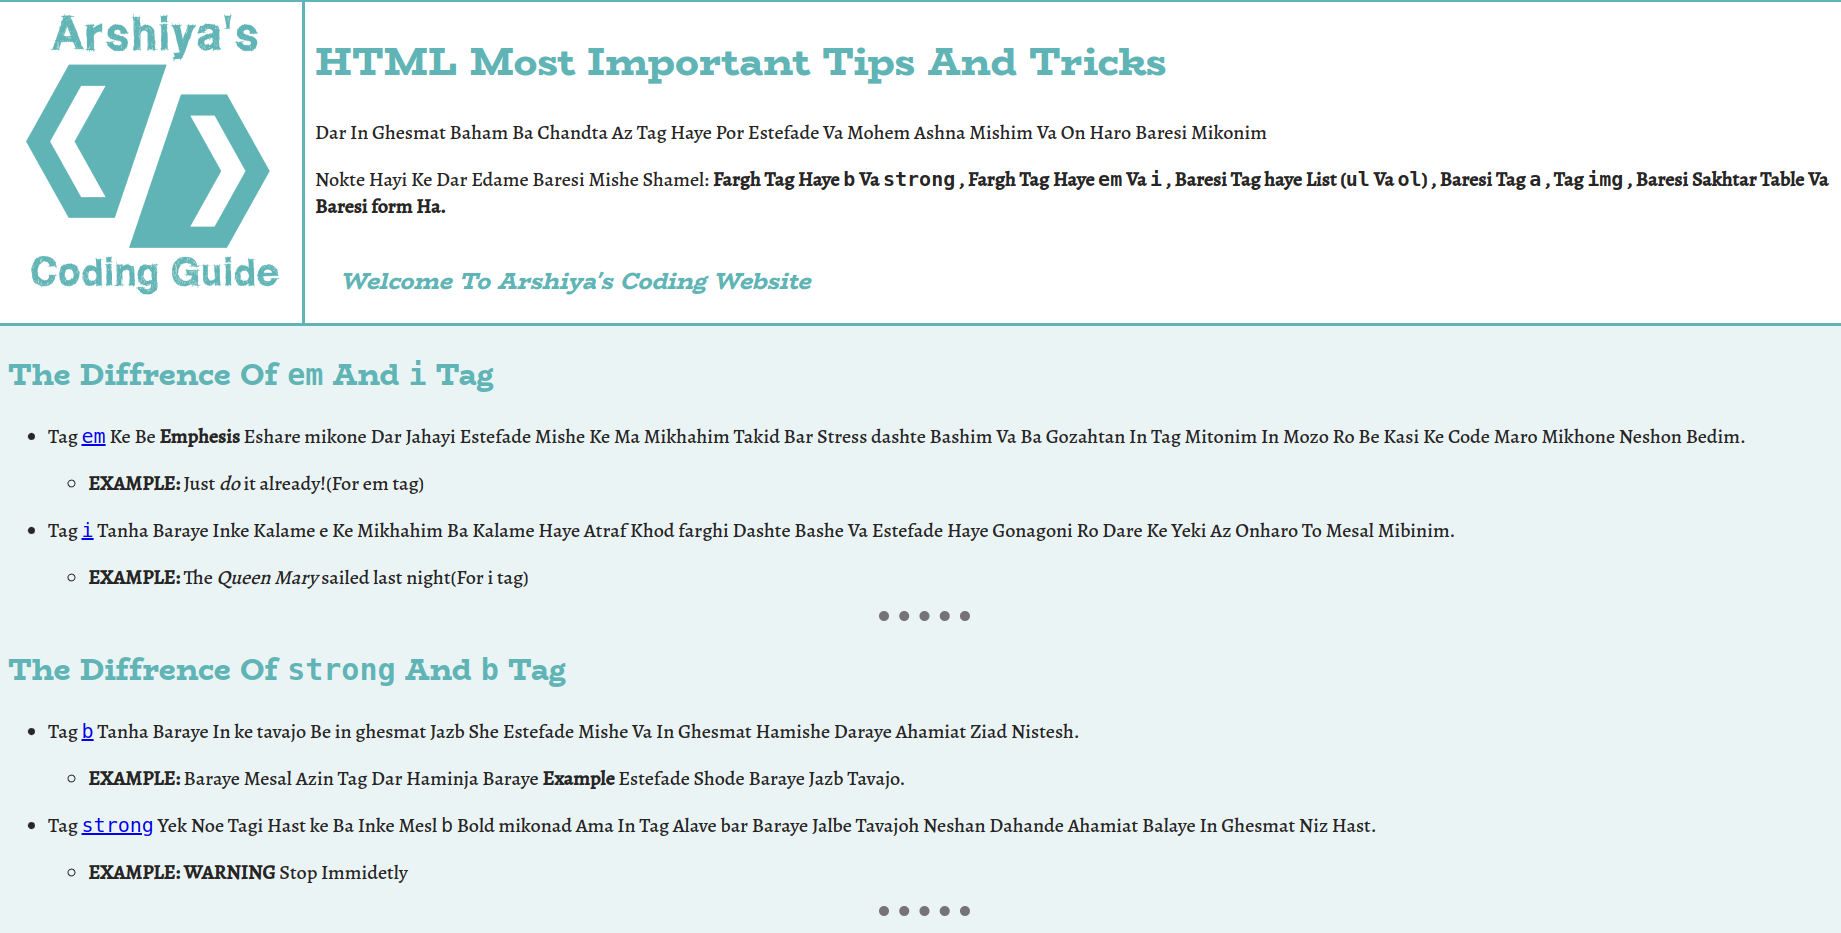 Arshiya's
Coding Guide
HTML Most Important Tips And Tricks
Dar In Ghesmat Baham Ba Chandta Az Tag Haye Por Estefade Va Mohem Ashna Mishim Va On Haro Baresi Mikonim
Nokte Hayi Ke Dar Edame Baresi Mishe Shamel: Fargh Tag Haye b Va strong , Fargh Tag Haye em Va i , Baresi Tag haye List (ul Va ol) , Baresi Tag a , Tag img , Baresi Sakhtar Table Va
Baresi form Ha.
Welcome To Arshiya's Coding Website
The Diffrence Of em And i Tag
Tag em Ke Be Emphesis Eshare mikone Dar Jahayi Estefade Mishe Ke Ma Mikhahim Takid Bar Stress dashte Bashim Va Ba Gozahtan In Tag Mitonim In Mozo Ro Be Kasi Ke Code Maro Mikhone Neshon Bedim.
EXAMPLE: Just do it already!(For em tag)
Tag i Tanha Baraye Inke Kalame e Ke Mikhahim Ba Kalame Haye Atraf Khod farghi Dashte Bashe Va Estefade Haye Gonagoni Ro Dare Ke Yeki Az Onharo To Mesal Mibinim.
EXAMPLE: The Queen Mary sailed last night(For i tag)
The Diffrence Of strong And b Tag
Tag b Tanha Baraye In ke tavajo Be in ghesmat Jazb She Estefade Mishe Va In Ghesmat Hamishe Daraye Ahamiat Ziad Nistesh.
EXAMPLE: Baraye Mesal Azin Tag Dar Haminja Baraye Example Estefade Shode Baraye Jazb Tavajo.
Tag strong Yek Noe Tagi Hast ke Ba Inke Mesl b Bold mikonad Ama In Tag Alave bar Baraye Jalbe Tavajoh Neshan Dahande Ahamiat Balaye In Ghesmat Niz Hast.
EXAMPLE: WARNING Stop Immidetly